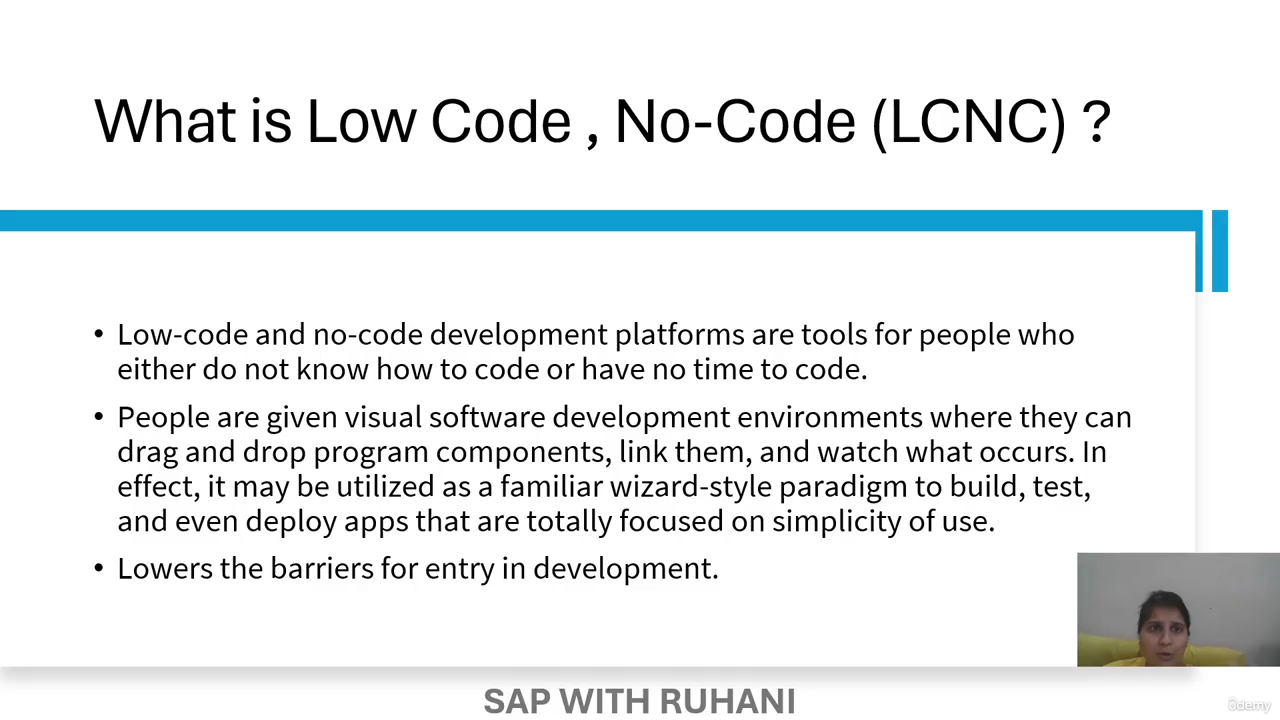 What is Low Code , No-Code (LCNC) ?
• Low-code and no-code development platforms are tools for people who
either do not know how to code or have no time to code.
• People are given visual software development environments where they can
drag and drop program components, link them, and watch what occurs. In
effect, it may be utilized as a familiar wizard-style paradigm to build, test,
and even deploy apps that are totally focused on simplicity of use.
• Lowers the barriers for entry in development.
SAP WITH RUHANI
ûdemy